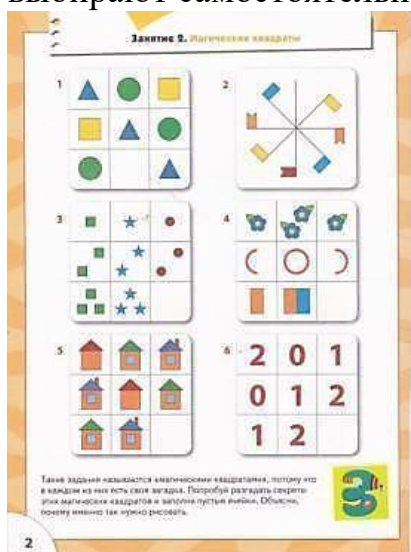 выбирают самостоятельн
Занятие 2. Магические квадраты
1
2
3
4
5
6
2 0 1
0 1 2
1 2
Такие задания называются «магическими квадратами», потому что
в каждом из них есть своя загадка. Попробуй разгадать секреты
этих магических квадратов и заполни пустые ячейки. Объясни,
почему именно так нужно рисовать.
3
2